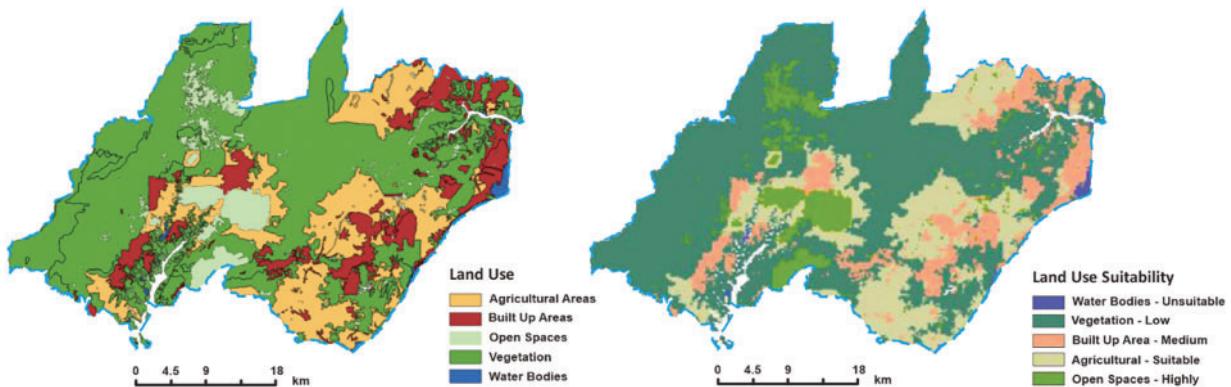 Land Use
Agricultural Areas
Built Up Areas
Open Spaces
Vegetation
Water Bodies
0 4.5 9 18
km
Land Use Suitability
Water Bodies - Unsuitable
Vegetation - Low
Built Up Area - Medium
Agricultural - Suitable
Open Spaces - Highly
0 4.5 9 18
km